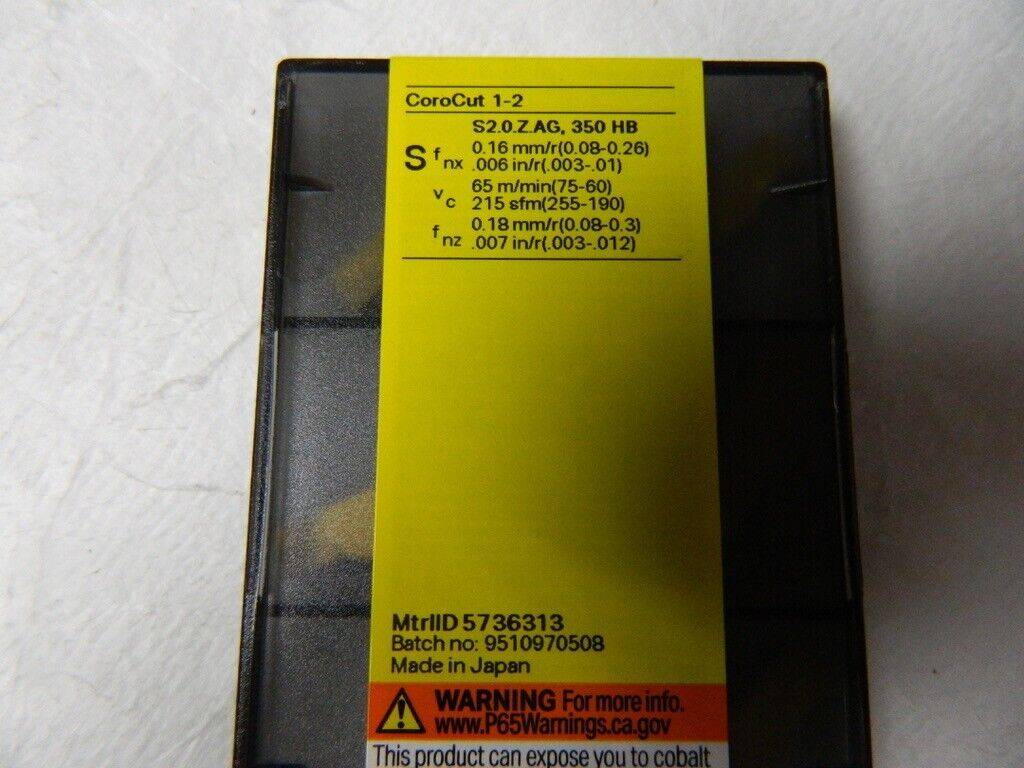 CoroCut 1-2
S2.0.Z.AG, 350 HB
S fnx 0.16 mm/r(0.08-0.26)
.006 in/r(.003-.01)
vc 65 m/min(75-60)
215 sfm(255-190)
fnz 0.18 mm/r(0.08-0.3)
.007 in/r(.003-.012)
MtrlID 5736313
Batch no: 9510970508
Made in Japan
WARNING For more info.
www.P65Warnings.ca.gov
This product can expose you to cobalt